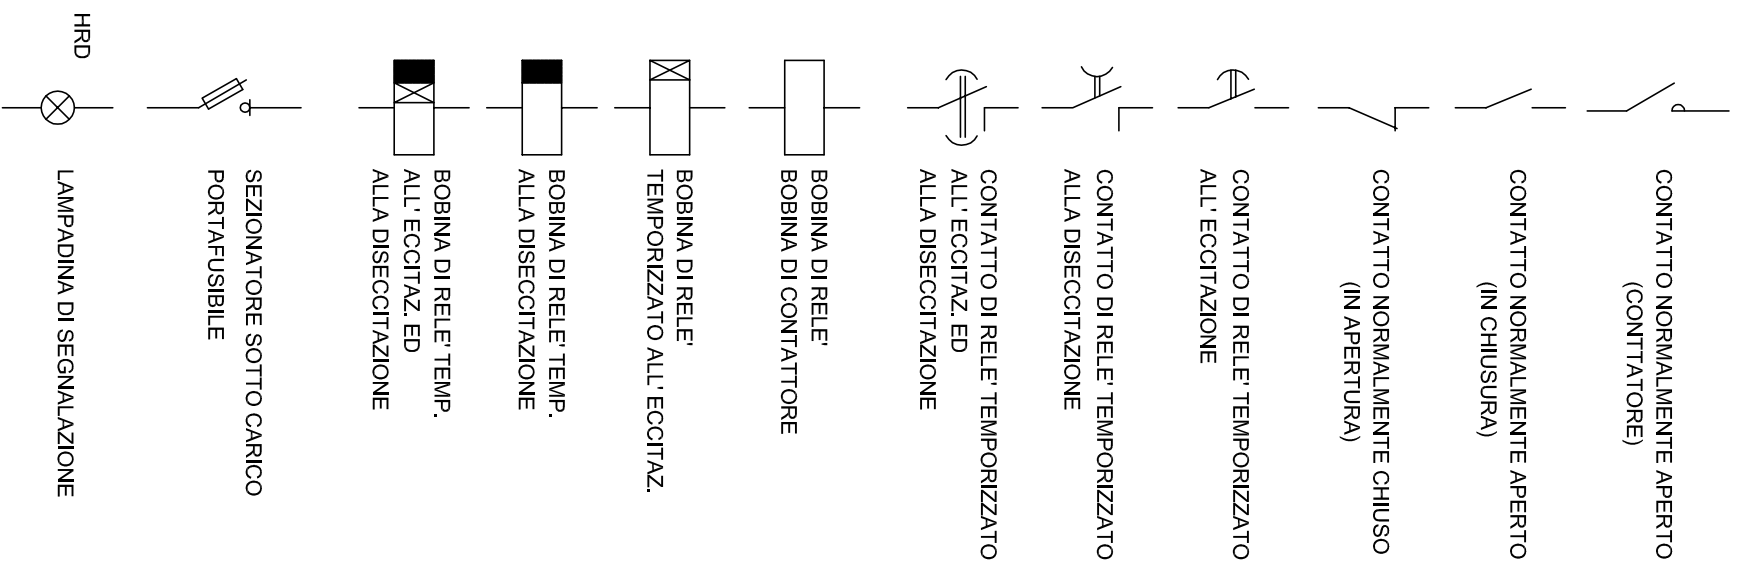 CONTATTO NORMALMENTE APERTO
(CONTTATORE)
CONTATTO NORMALMENTE APERTO
(IN CHIUSURA)
CONTATTO NORMALMENTE CHIUSO
(IN APERTURA)
CONTATTO DI RELE' TEMPORIZZATO
ALL' ECCITAZIONE
CONTATTO DI RELE' TEMPORIZZATO
ALLA DISECCITAZIONE
CONTATTO DI RELE' TEMPORIZZATO
ALL' ECCITAZ. ED
ALLA DISECCITAZIONE
BOBINA DI RELE'
BOBINA DI CONTATTORE
BOBINA DI RELE'
TEMPORIZZATO ALL' ECCITAZ.
BOBINA DI RELE' TEMP.
ALLA DISECCITAZIONE
BOBINA DI RELE' TEMP.
ALL' ECCITAZ. ED
ALLA DISECCITAZIONE
SEZIONATORE SOTTO CARICO
PORTAFUSIBILE
HRD
LAMPADINA DI SEGNALAZIONE